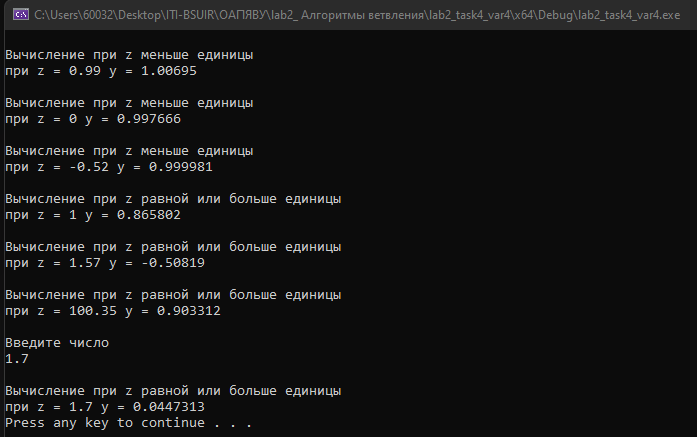 C:\Users\60032\Desktop\ITI-BSUIR\ОАПЯВУ\lab2_ Алгоритмы ветвления\lab2_task4_var4\x64\Debug\lab2_task4_var4.exe
Вычисление при z меньше единицы
при z = 0.99 y = 1.00695
Вычисление при z меньше единицы
при z = 0 y = 0.997666
Вычисление при z меньше единицы
при z = -0.52 y = 0.999981
Вычисление при z равной или больше единицы
при z = 1 y = 0.865802
Вычисление при z равной или больше единицы
при z = 1.57 y = -0.50819
Вычисление при z равной или больше единицы
при z = 100.35 y = 0.903312
Введите число
1.7
Вычисление при z равной или больше единицы
при z = 1.7 y = 0.0447313
Press any key to continue . . .